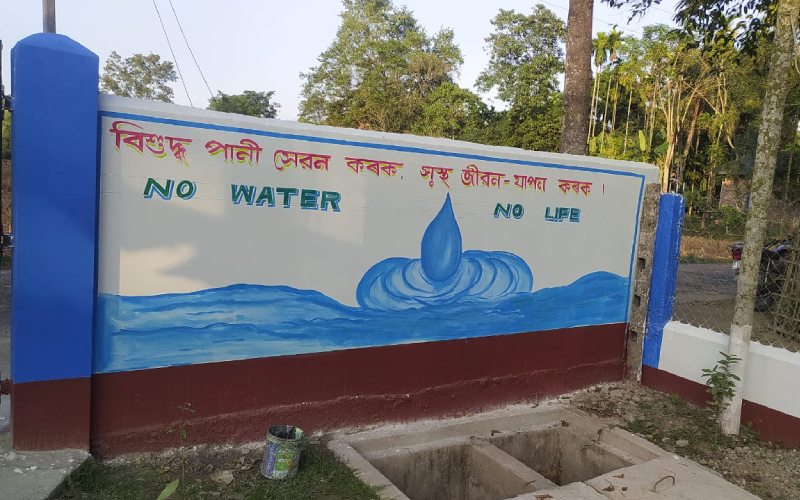 বিশুদ্ধ পানী সেৱন কৰক, সুস্থ জীৱন-যাপন কৰক ।
NO WATER NO LIFE